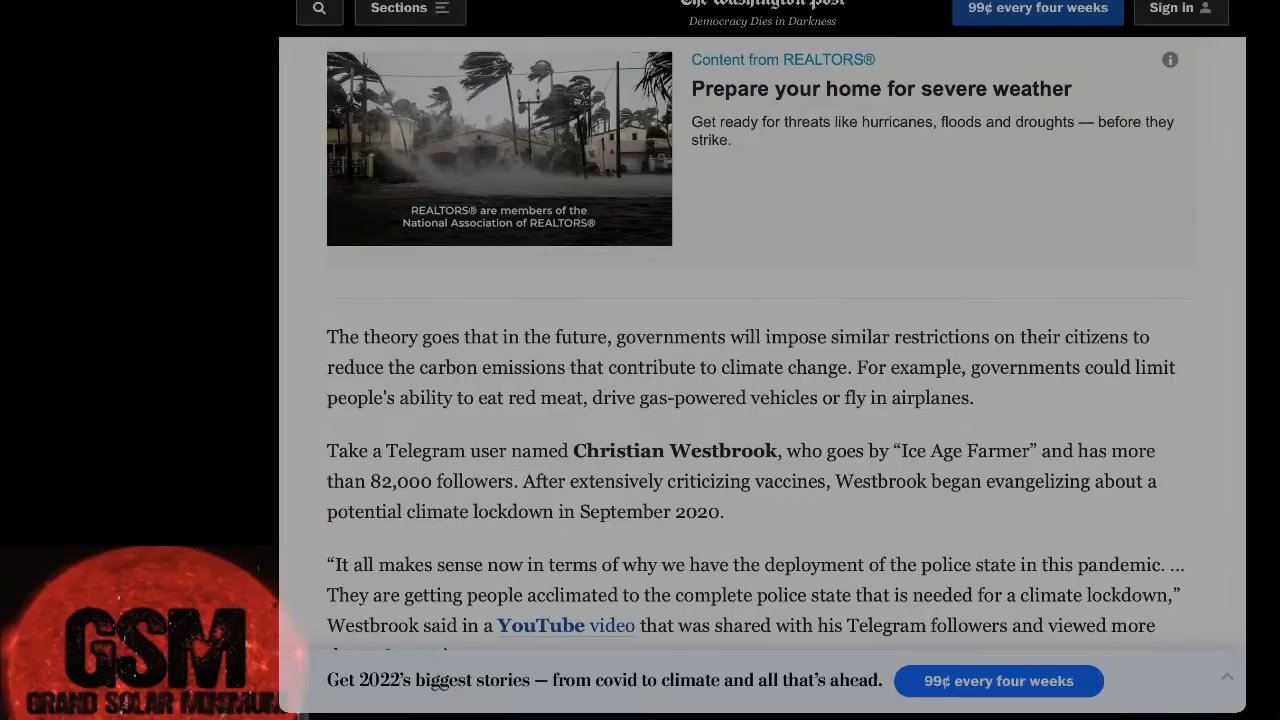 Sections
The Washington Post
99¢ every four weeks
Sign in
Democracy Dies in Darkness
Content from REALTORS®
Prepare your home for severe weather
Get ready for threats like hurricanes, floods and droughts — before they
strike.
REALTORS® are members of the
National Association of REALTORS®
The theory goes that in the future, governments will impose similar restrictions on their citizens to
reduce the carbon emissions that contribute to climate change. For example, governments could limit
people's ability to eat red meat, drive gas-powered vehicles or fly in airplanes.
Take a Telegram user named Christian Westbrook, who goes by “Ice Age Farmer” and has more
than 82,000 followers. After extensively criticizing vaccines, Westbrook began evangelizing about a
potential climate lockdown in September 2020.
“It all makes sense now in terms of why we have the deployment of the police state in this pandemic. ...
They are getting people acclimated to the complete police state that is needed for a climate lockdown,”
Westbrook said in a YouTube video that was shared with his Telegram followers and viewed more
Get 2022’s biggest stories — from covid to climate and all that’s ahead.
99¢ every four weeks
GSM
GRAND SOLAR MINIMUM